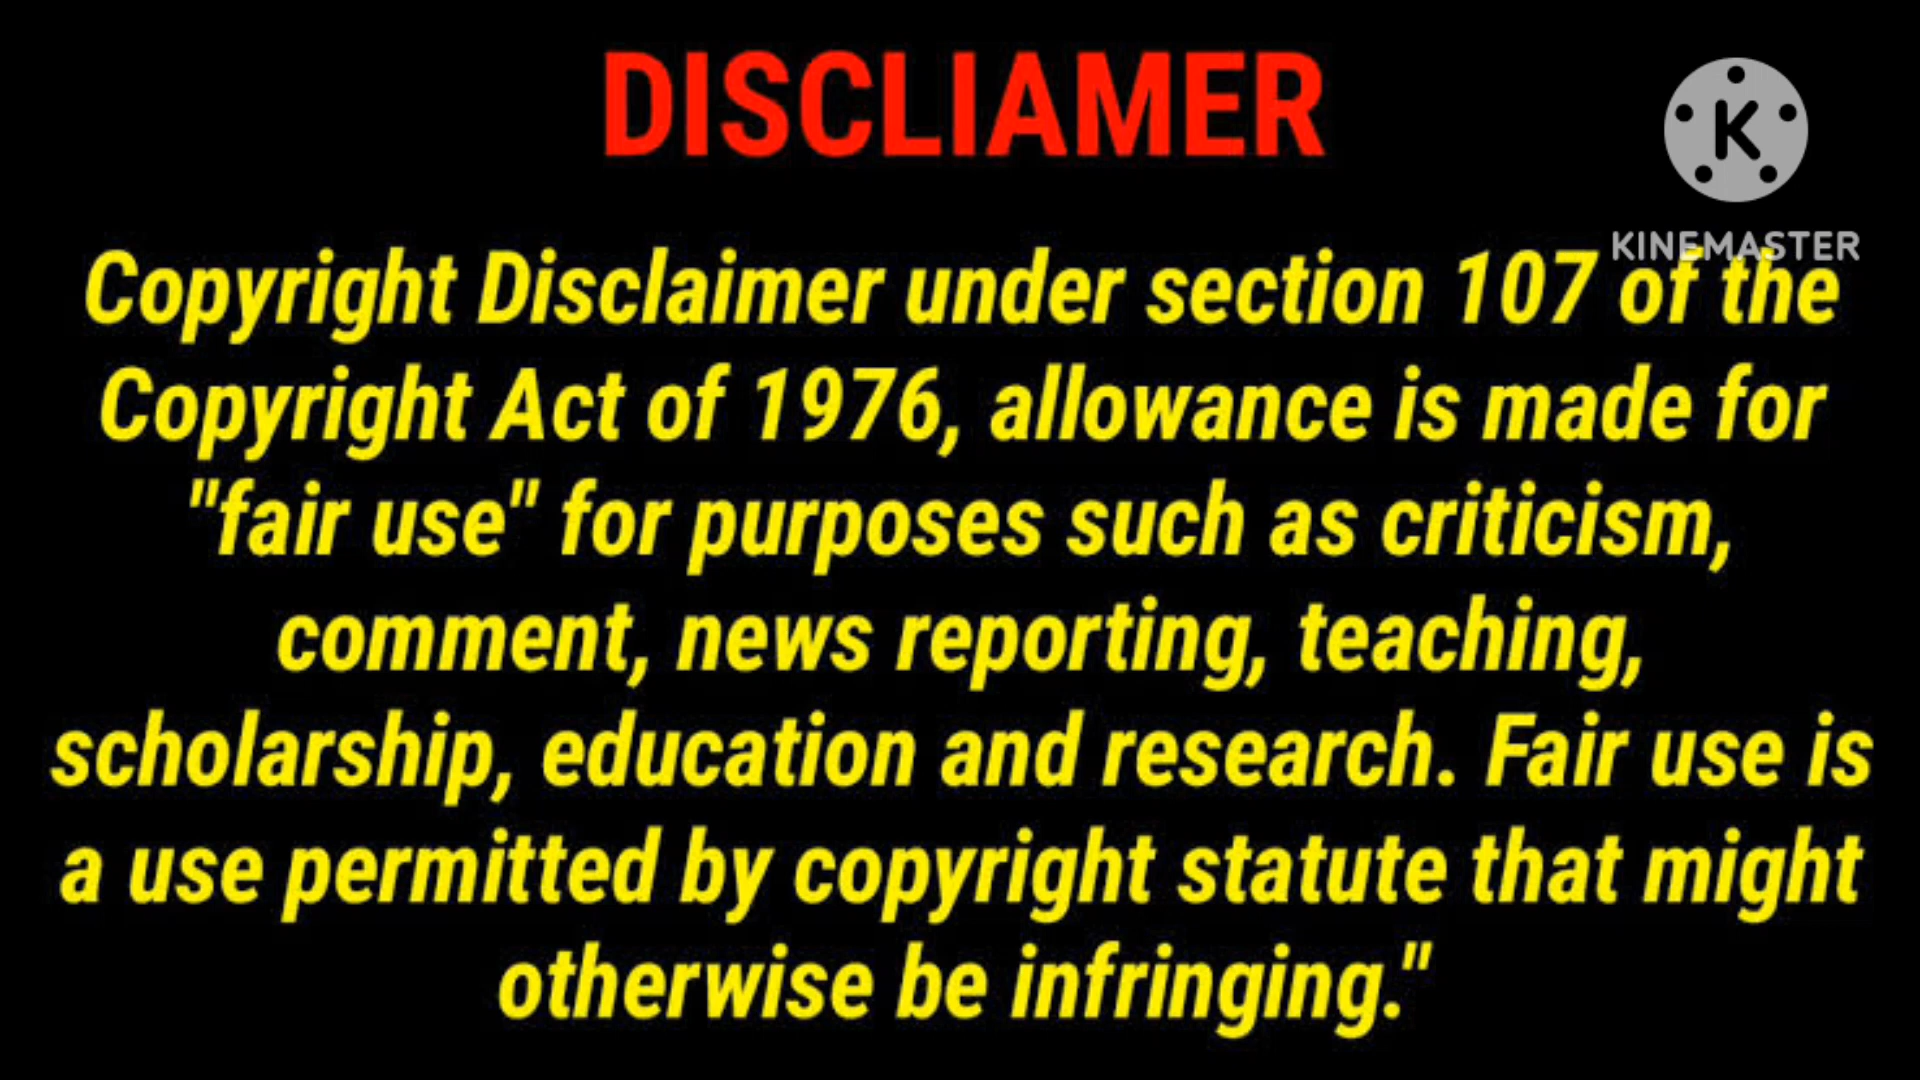 DISCLIAMER
K
KINEMASTER
Copyright Disclaimer under section 107 of the
Copyright Act of 1976, allowance is made for
"fair use" for purposes such as criticism,
comment, news reporting, teaching,
scholarship, education and research. Fair use is
a use permitted by copyright statute that might
otherwise be infringing."